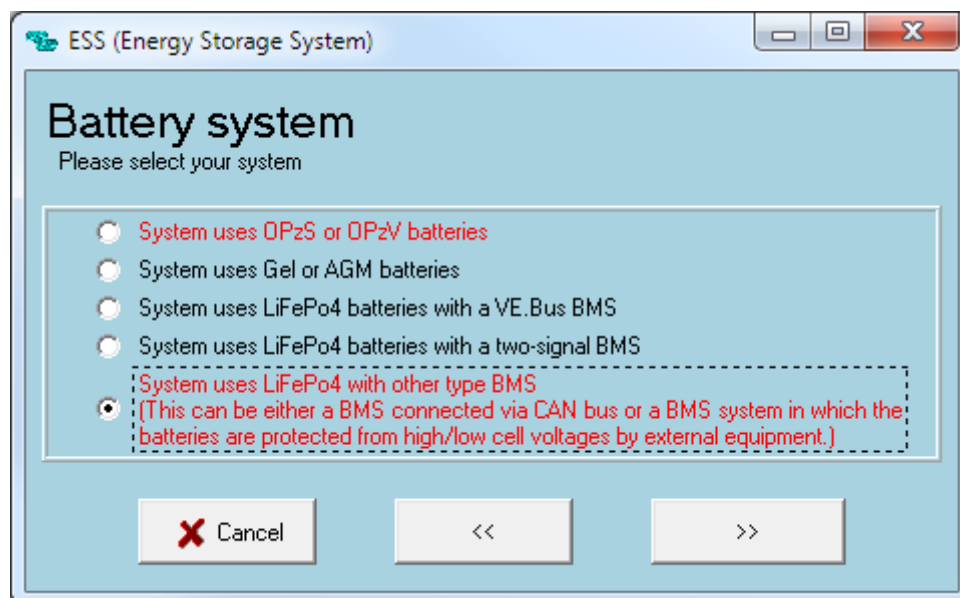 ESS (Energy Storage System)
Battery system
Please select your system
System uses OPzS or OPzV batteries
System uses Gel or AGM batteries
System uses LiFePo4 batteries with a VE.Bus BMS
System uses LiFePo4 batteries with a two-signal BMS
System uses LiFePo4 with other type BMS
(This can be either a BMS connected via CAN bus or a BMS system in which the
batteries are protected from high/low cell voltages by external equipment.)
Cancel << >>